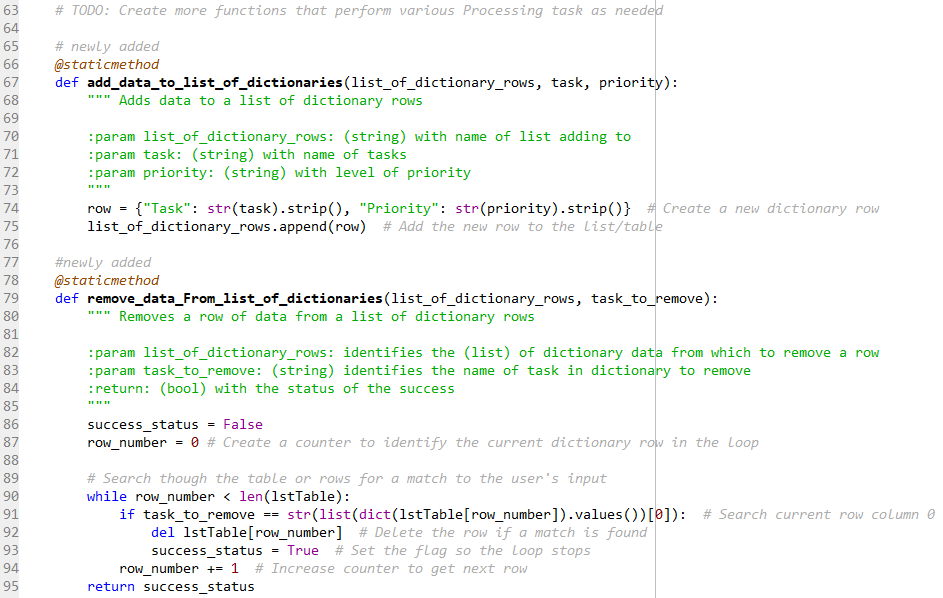 63 # TODO: Create more functions that perform various Processing task as needed
64
65 # newly added
66 @staticmethod
67 def add_data_to_list_of_dictionaries(list_of_dictionary_rows, task, priority):
68 """ Adds data to a list of dictionary rows
69
70 :param list_of_dictionary_rows: (string) with name of list adding to
71 :param task: (string) with name of tasks
72 :param priority: (string) with level of priority
73 """
74 row = {"Task": str(task).strip(), "Priority": str(priority).strip()}  # Create a new dictionary row
75 list_of_dictionary_rows.append(row)  # Add the new row to the list/table
76
77 #newly added
78 @staticmethod
79 def remove_data_From_list_of_dictionaries(list_of_dictionary_rows, task_to_remove):
80 """ Removes a row of data from a list of dictionary rows
81
82 :param list_of_dictionary_rows: identifies the (list) of dictionary data from which to remove a row
83 :param task_to_remove: (string) identifies the name of task in dictionary to remove
84 :return: (bool) with the status of the success
85 """
86 success_status = False
87 row_number = 0 # Create a counter to identify the current dictionary row in the loop
88
89 # Search though the table or rows for a match to the user's input
90 while row_number < len(lstTable):
91 if task_to_remove == str(list(dict(lstTable[row_number]).values())[0]):  # Search current row column 0
92 del lstTable[row_number]  # Delete the row if a match is found
93 success_status = True  # Set the flag so the loop stops
94 row_number += 1  # Increase counter to get next row
95 return success_status